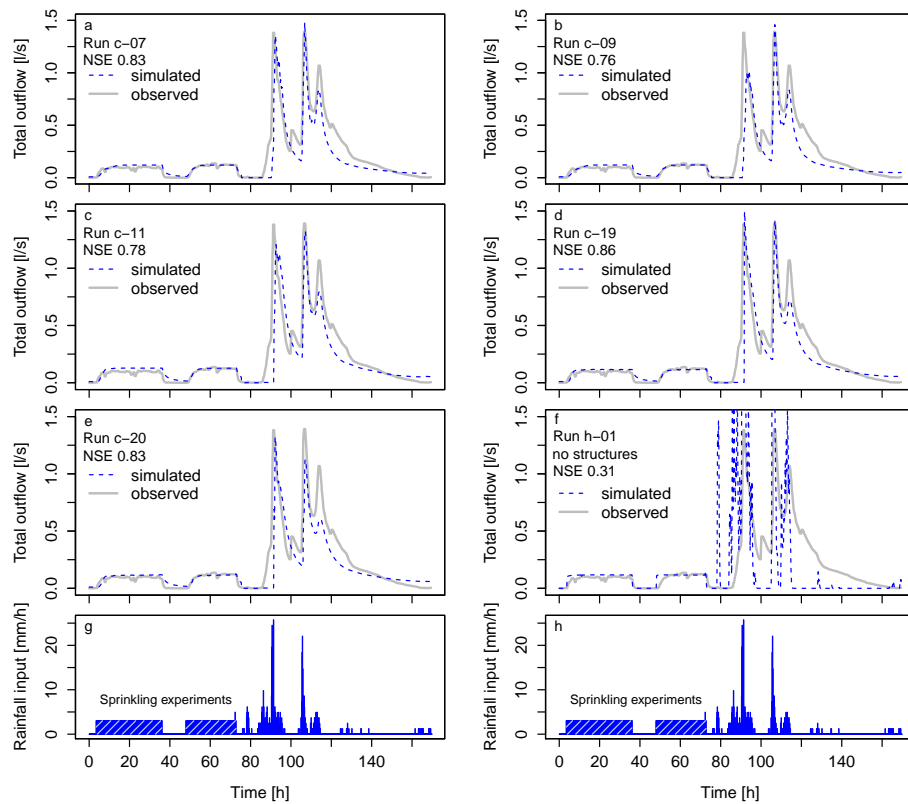 a
Run c−07
NSE 0.83
simulated
observed
Total outflow [l/s]
0.0
0.5
1.0
1.5
b
Run c−09
NSE 0.76
simulated
observed
Total outflow [l/s]
0.0
0.5
1.0
1.5
c
Run c−11
NSE 0.78
simulated
observed
Total outflow [l/s]
0.0
0.5
1.0
1.5
d
Run c−19
NSE 0.86
simulated
observed
Total outflow [l/s]
0.0
0.5
1.0
1.5
e
Run c−20
NSE 0.83
simulated
observed
Total outflow [l/s]
0.0
0.5
1.0
1.5
f
Run h−01
no structures
NSE 0.31
simulated
observed
Total outflow [l/s]
0.0
0.5
1.0
1.5
g
Sprinkling experiments
Rainfall input [mm/h]
0
10
20
0 20 40 60 80 100 140
Time [h]
h
Sprinkling experiments
Rainfall input [mm/h]
0
10
20
0 20 40 60 80 100 140
Time [h]